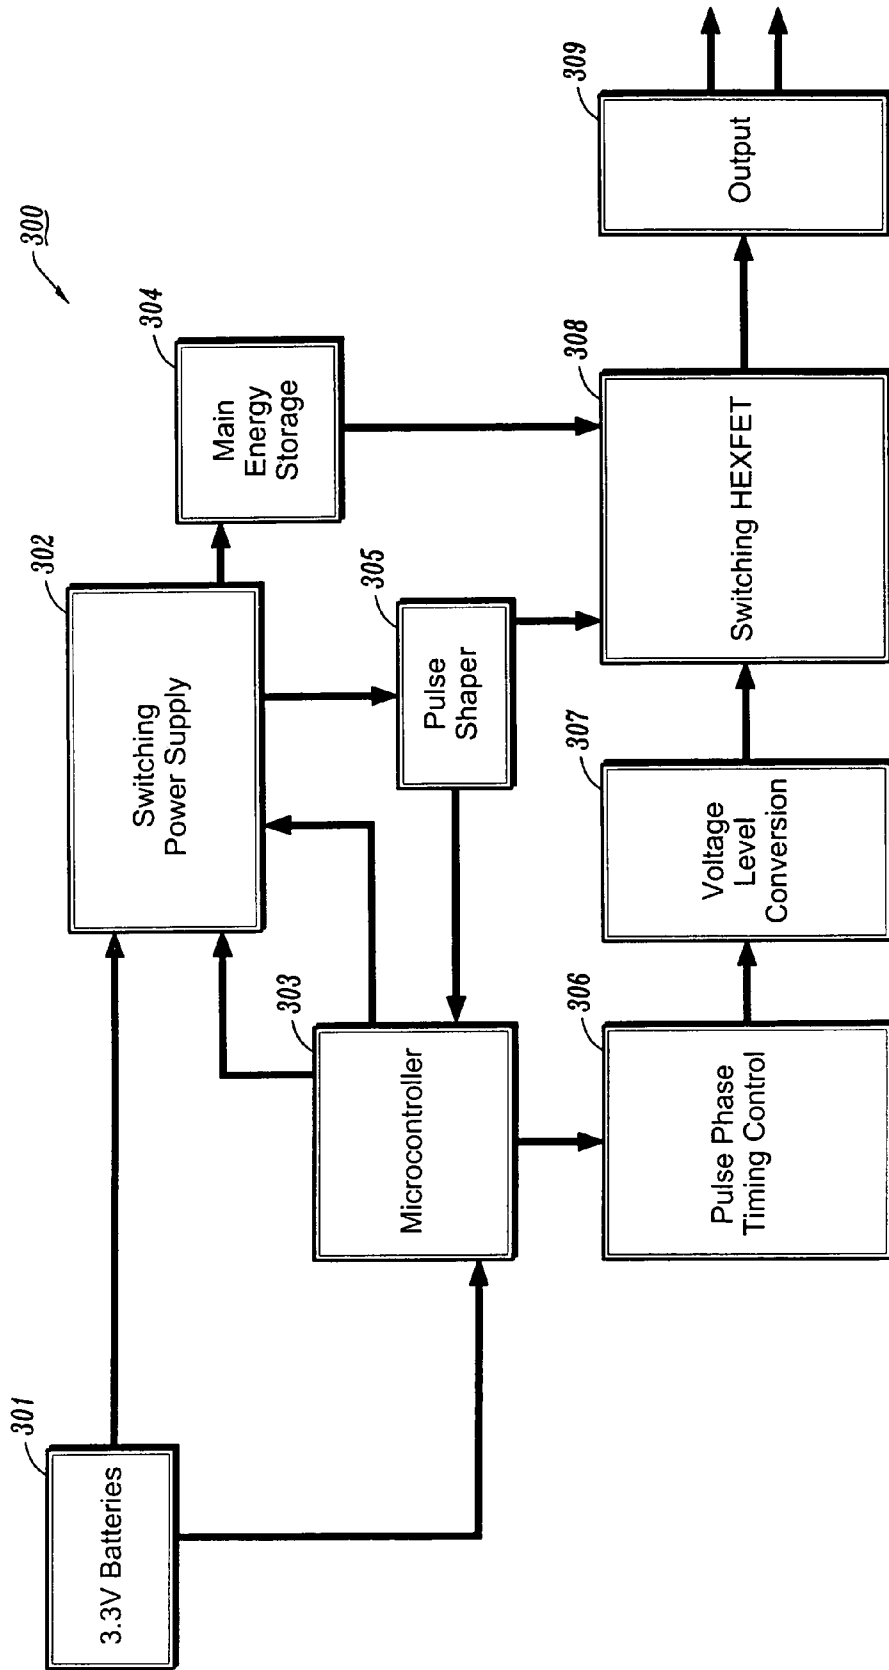 300
301
3.3V Batteries
302
Switching
Power Supply
303
Microcontroller
304
Main
Energy
Storage
305
Pulse
Shaper
306
Pulse Phase
Timing Control
307
Voltage
Level
Conversion
308
Switching HEXFET
309
Output